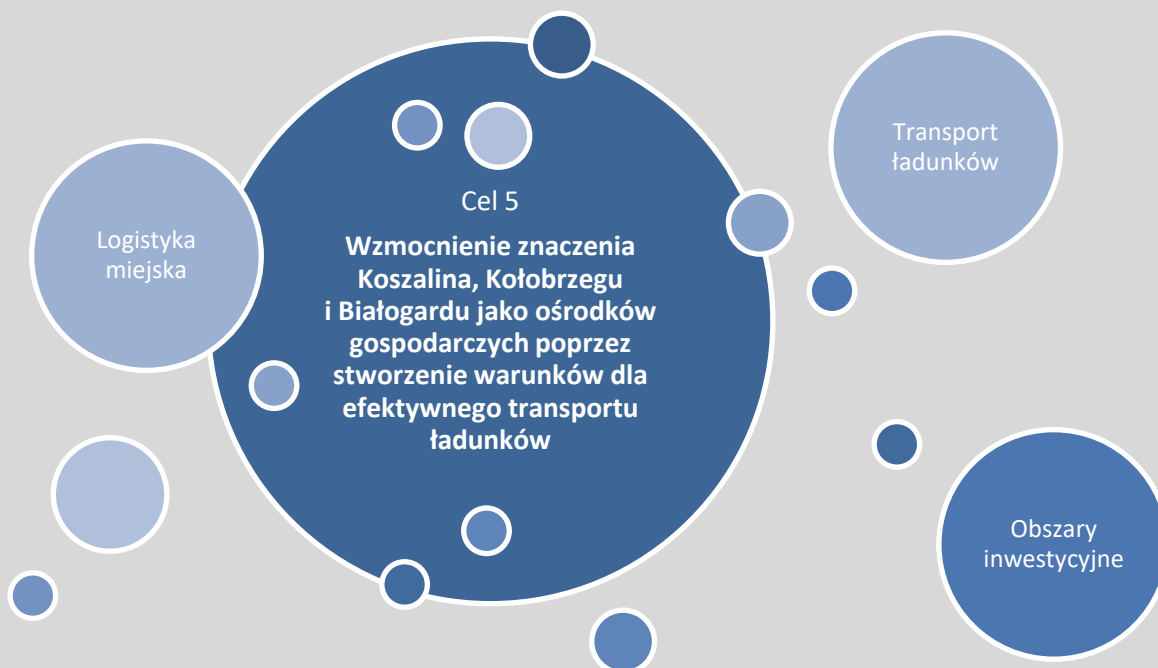 Cel 5
Wzmocnienie znaczenia
Koszalina, Kołobrzegu
i Białogardu jako ośrodków
gospodarczych poprzez
stworzenie warunków dla
efektywnego transportu
ładunków
Logistyka
miejska
Transport
ładunków
Obszary
inwestycyjne